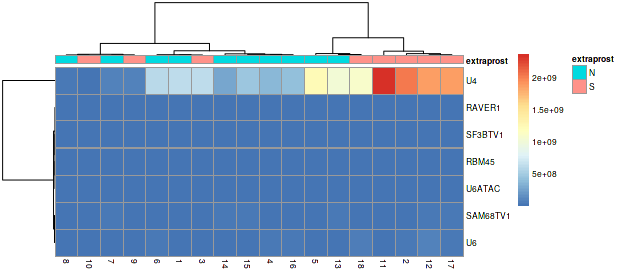 extraprost
extraprost
N
S
2e+09
1.5e+09
1e+09
5e+08
U4
RAVER1
SF3BTV1
RBM45
U6ATAC
SAM68TV1
U6
8 10 7 9 6 1 3 14 15 4 16 5 13 18 11 2 12 17